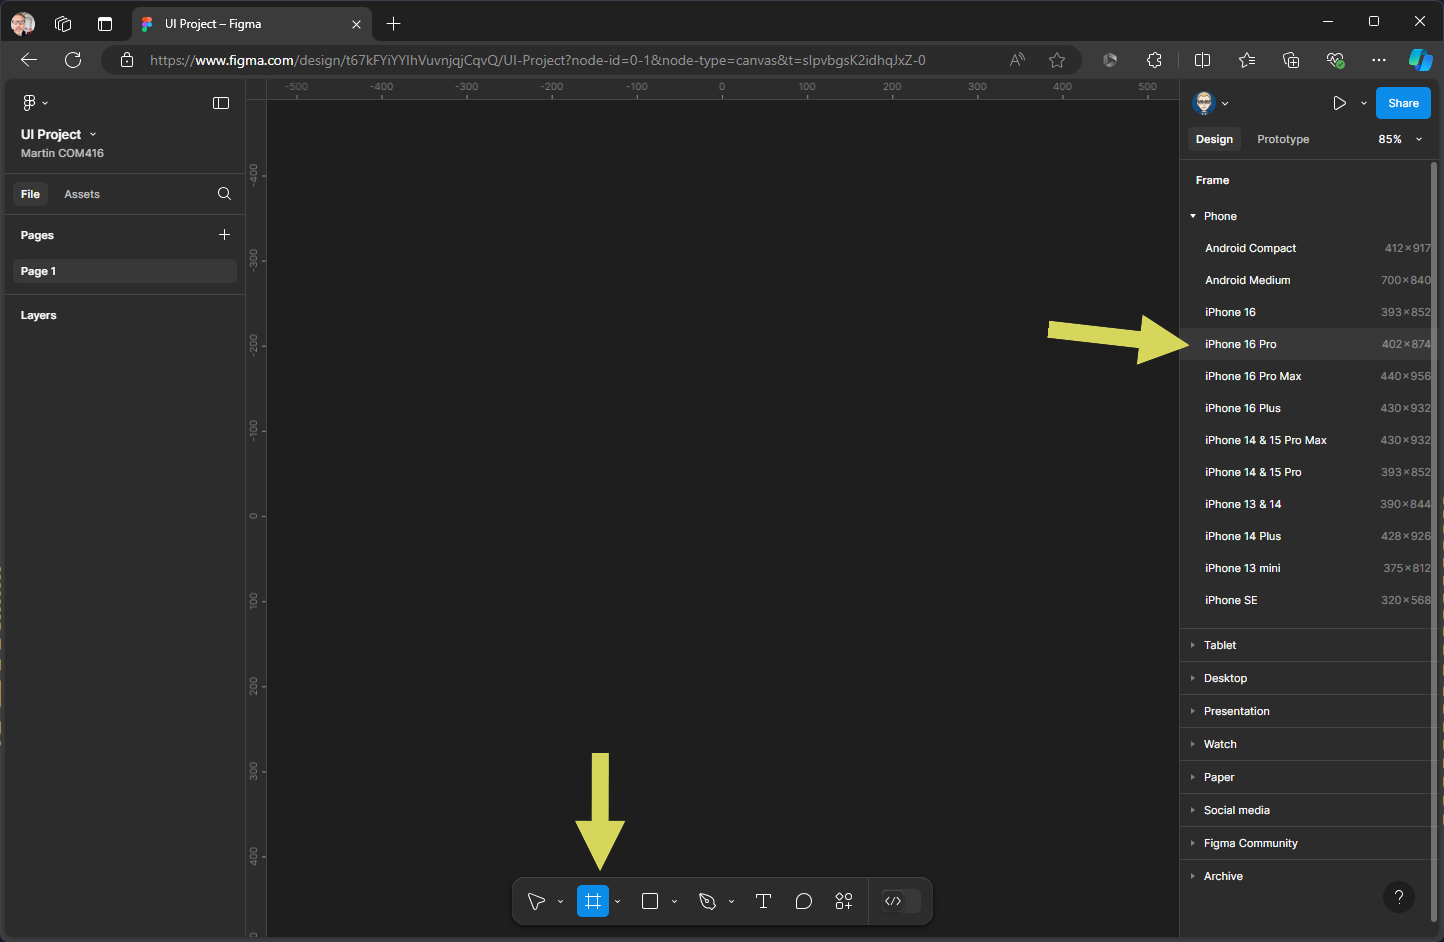 UI Project – Figma
https://www.figma.com/design/t67kFYiYYIhVuvnjqjCqvQ/UI-Project?node-id=0-1&node-type=canvas&t=slpvbgsK2idhqJxZ-0
UI Project
Martin COM416
File Assets
Pages
Page 1
Layers
-500 -400 -300 -200 -100 0 100 200 300 400 500
-400
-300
-200
-100
0
100
200
300
400
Share
Design Prototype 85%
Frame
Phone
Android Compact 412×917
Android Medium 700×840
iPhone 16 393×852
iPhone 16 Pro 402×874
iPhone 16 Pro Max 440×956
iPhone 16 Plus 430×932
iPhone 14 & 15 Pro Max 430×932
iPhone 14 & 15 Pro 393×852
iPhone 13 & 14 390×844
iPhone 14 Plus 428×926
iPhone 13 mini 375×812
iPhone SE 320×568
Tablet
Desktop
Presentation
Watch
Paper
Social media
Figma Community
Archive
?